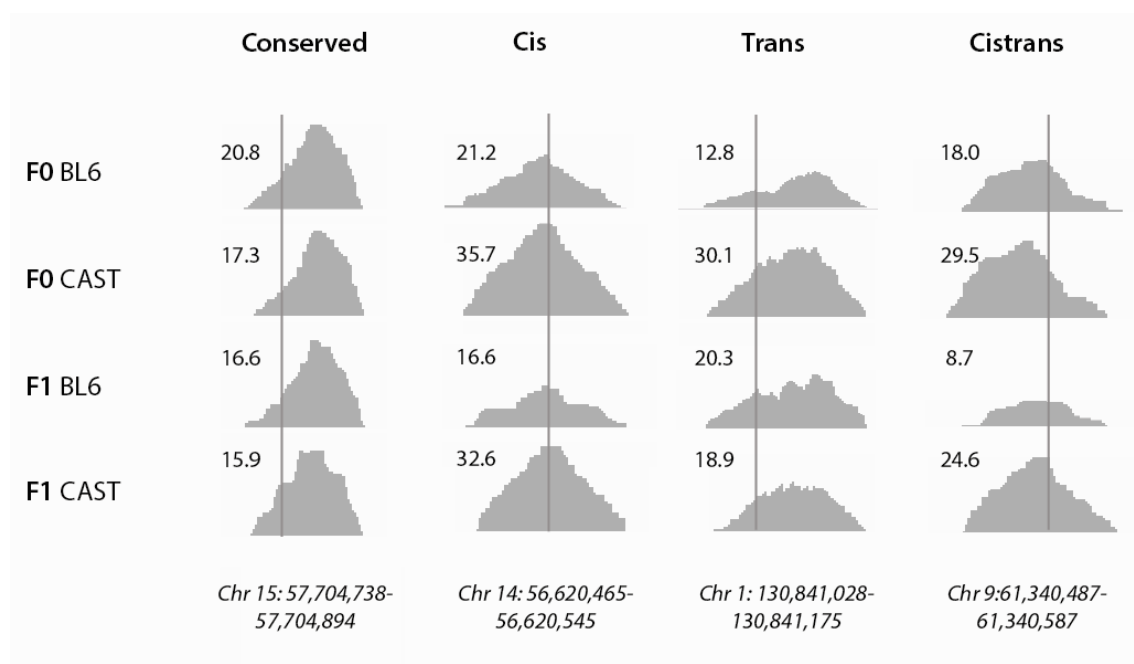 Conserved Cis Trans Cistrans
F0 BL6 20.8 21.2 12.8 18.0
F0 CAST 17.3 35.7 30.1 29.5
F1 BL6 16.6 16.6 20.3 8.7
F1 CAST 15.9 32.6 18.9 24.6
Chr 15: 57,704,738- Chr 14: 56,620,465- Chr 1: 130,841,028- Chr 9:61,340,487-
57,704,894 56,620,545 130,841,175 61,340,587